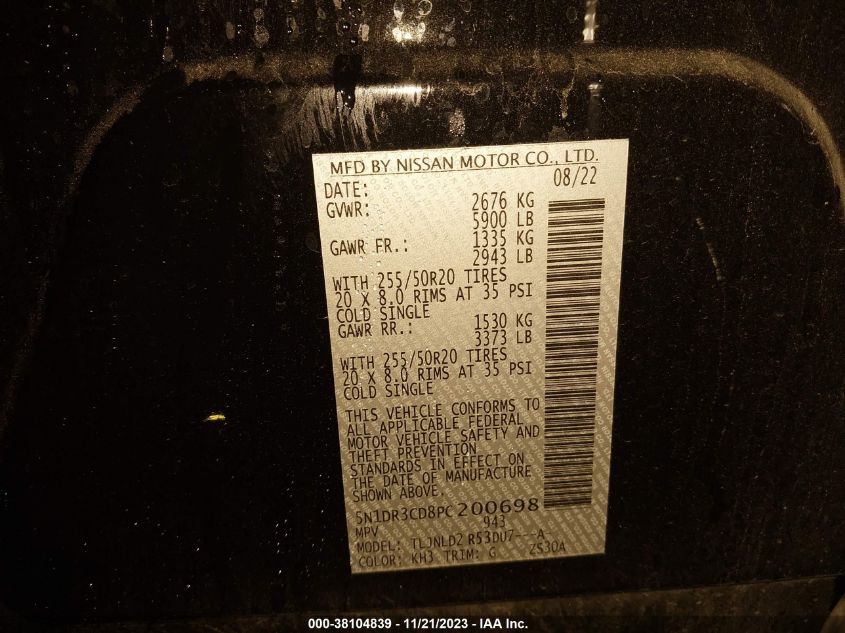 MFD BY NISSAN MOTOR CO., LTD.
DATE: 08/22
GVWR: 2676 KG
5900 LB
GAWR FR.: 1335 KG
2943 LB
WITH 255/50R20 TIRES
20 X 8.0 RIMS AT 35 PSI
COLD SINGLE
GAWR RR.: 1530 KG
3373 LB
WITH 255/50R20 TIRES
20 X 8.0 RIMS AT 35 PSI
COLD SINGLE
THIS VEHICLE CONFORMS TO
ALL APPLICABLE FEDERAL
MOTOR VEHICLE SAFETY AND
THEFT PREVENTION
STANDARDS IN EFFECT ON
THE DATE OF MANUFACTURE
SHOWN ABOVE.
5N1DR3CD8PC200698
MPV 943
MODEL: TLJNLD2 R53DU7---A
COLOR: KH3 TRIM: G ZS30A
000-38104839 - 11/21/2023 - IAA Inc.